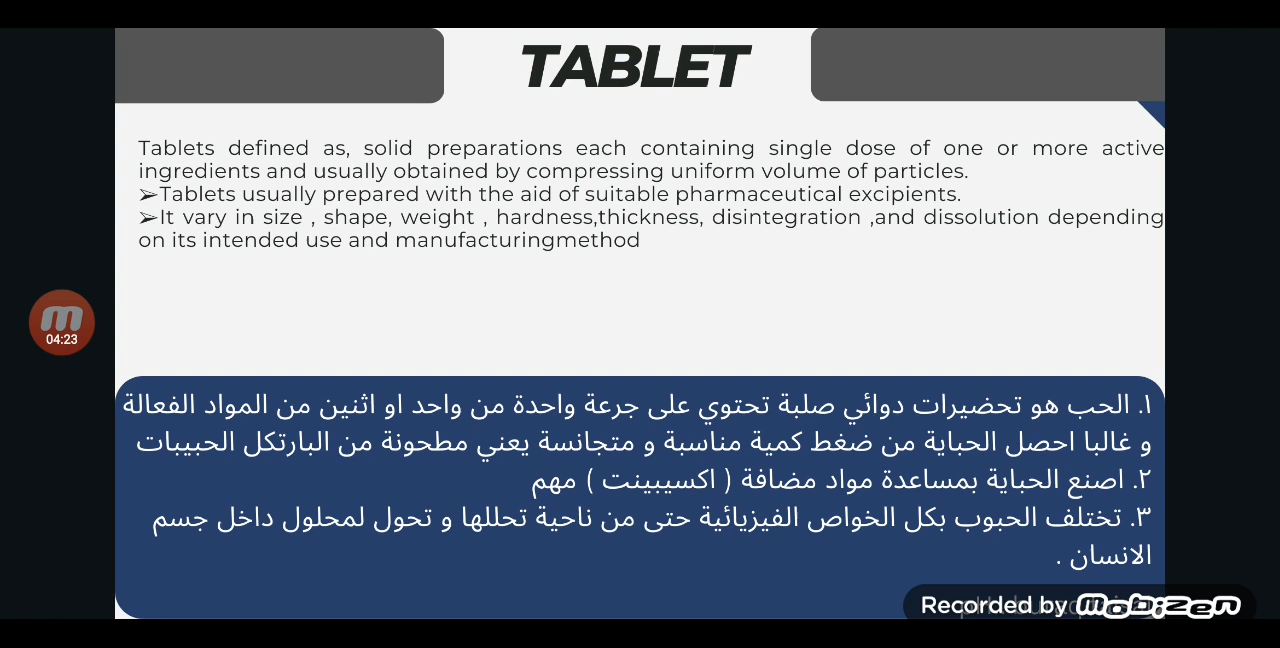 TABLET
Tablets defined as, solid preparations each containing single dose of one or more active
ingredients and usually obtained by compressing uniform volume of particles.
➢Tablets usually prepared with the aid of suitable pharmaceutical excipients.
➢It vary in size , shape, weight , hardness,thickness, disintegration ,and dissolution depending
on its intended use and manufacturingmethod
04:23
١. الحب هو تحضيرات دوائي صلبة تحتوي على جرعة واحدة من واحد او اثنين من المواد الفعالة
و غالبا احصل الحباية من ضغط كمية مناسبة و متجانسة يعني مطحونة من البارتكل الحبيبات
٢. اصنع الحباية بمساعدة مواد مضافة ( اكسيبينت ) مهم
٣. تختلف الحبوب بكل الخواص الفيزيائية حتى من ناحية تحللها و تحول لمحلول داخل جسم
الانسان .
Recorded by Mobizen